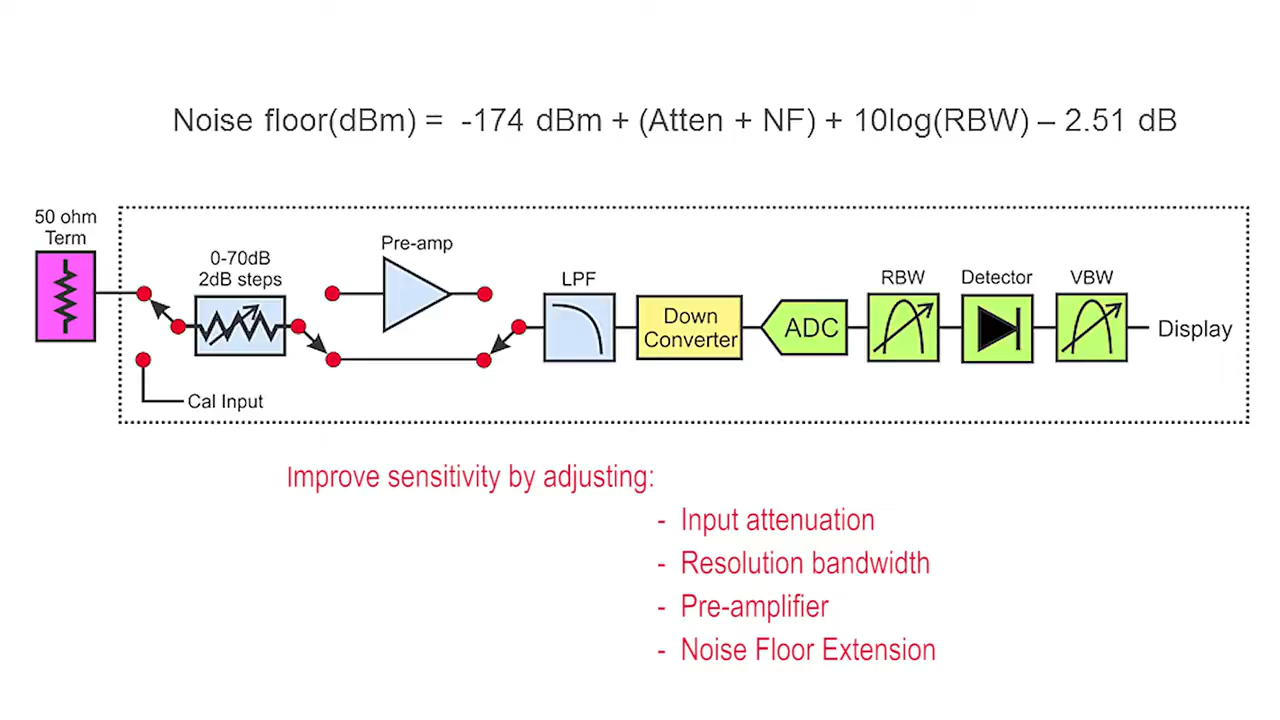 Noise floor(dBm) = -174 dBm + (Atten + NF) + 10log(RBW) – 2.51 dB
50 ohm
Term
0-70dB
2dB steps
Pre-amp
LPF
Down
Converter
ADC
RBW
Detector
VBW
Display
Cal Input
Improve sensitivity by adjusting:
- Input attenuation
- Resolution bandwidth
- Pre-amplifier
- Noise Floor Extension